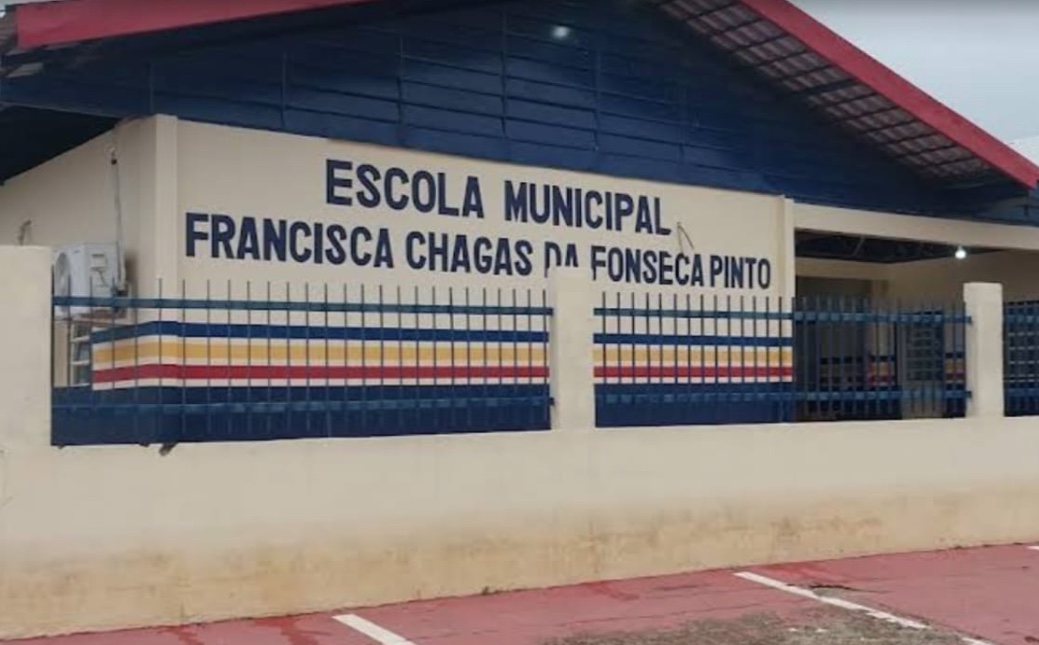 ESCOLA MUNICIPAL
FRANCISCA CHAGAS DA FONSECA PINTO